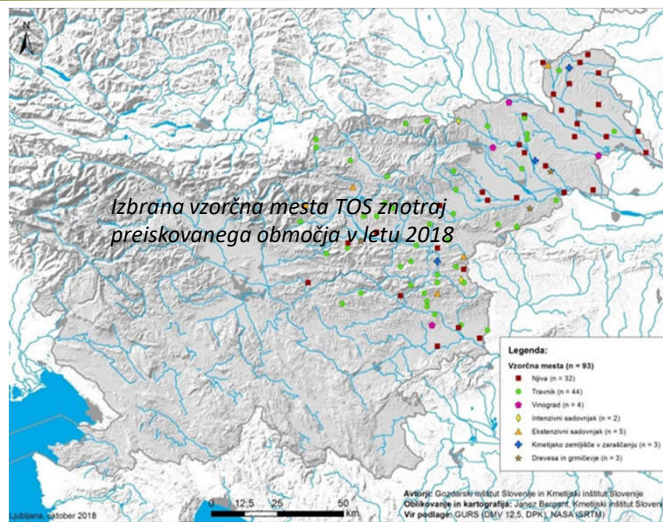 N
Izbrana vzorčna mesta TOS znotraj
preiskovanega območja v letu 2018
Legenda:
Vzorčna mesta (n = 93)
Njiva (n = 32)
Travnik (n = 44)
Vinograd (n = 4)
Intenzivni sadovnjak (n = 2)
Ekstenzivni sadovnjak (n = 5)
Kmetijsko zemljišče v zaraščanju (n = 3)
Drevesa in grmičevje (n = 3)
0 12,5 25 50
km
Ljubljana, oktober 2018
Avtorji: Gozdarski inštitut Slovenije in Kmetijski inštitut Slovenije
Oblikovanje in kartografija: Janez Bergant, Kmetijski inštitut Slovenije
Vir podlage: GURS (DMV 12,5, DPK), NASA (SRTM)